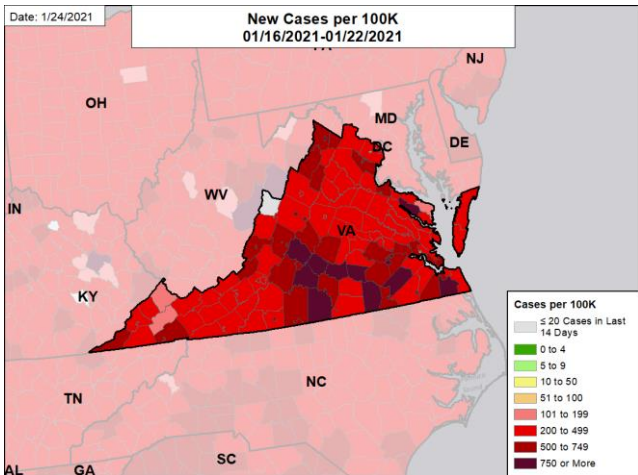 Date: 1/24/2021
New Cases per 100K
01/16/2021-01/22/2021
NJ
OH
MD
DE
DC
WV
IN
VA
KY
Cases per 100K
≤ 20 Cases in Last
14 Days
0 to 4
5 to 9
10 to 50
51 to 100
101 to 199
200 to 499
500 to 749
750 or More
TN
NC
SC
AL
GA